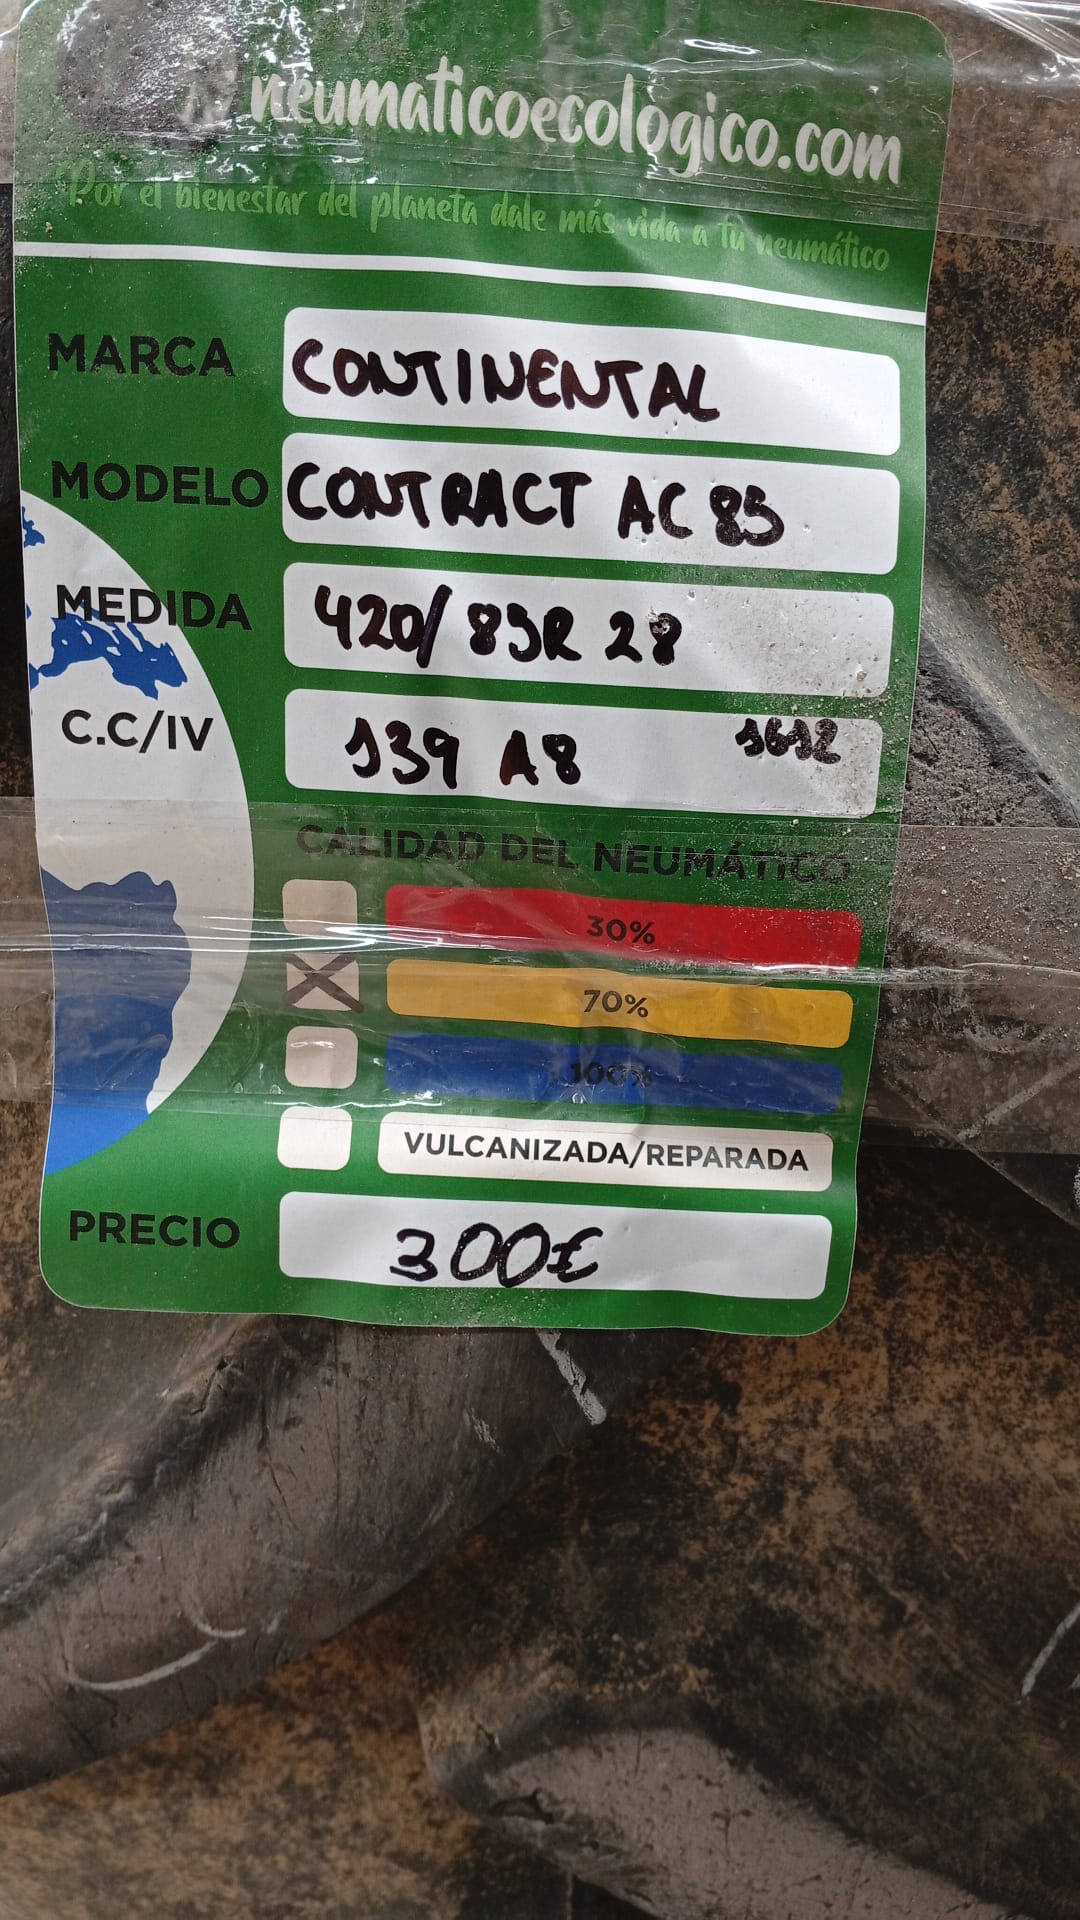 neumaticoecologico.com
Por el bienestar del planeta dale más vida a tu neumático
MARCA CONTINENTAL
MODELO CONTRACT AC 85
MEDIDA 420/85R 28
C.C/IV 139 A8 1612
CALIDAD DEL NEUMÁTICO
30%
70%
100%
VULCANIZADA/REPARADA
PRECIO 300€